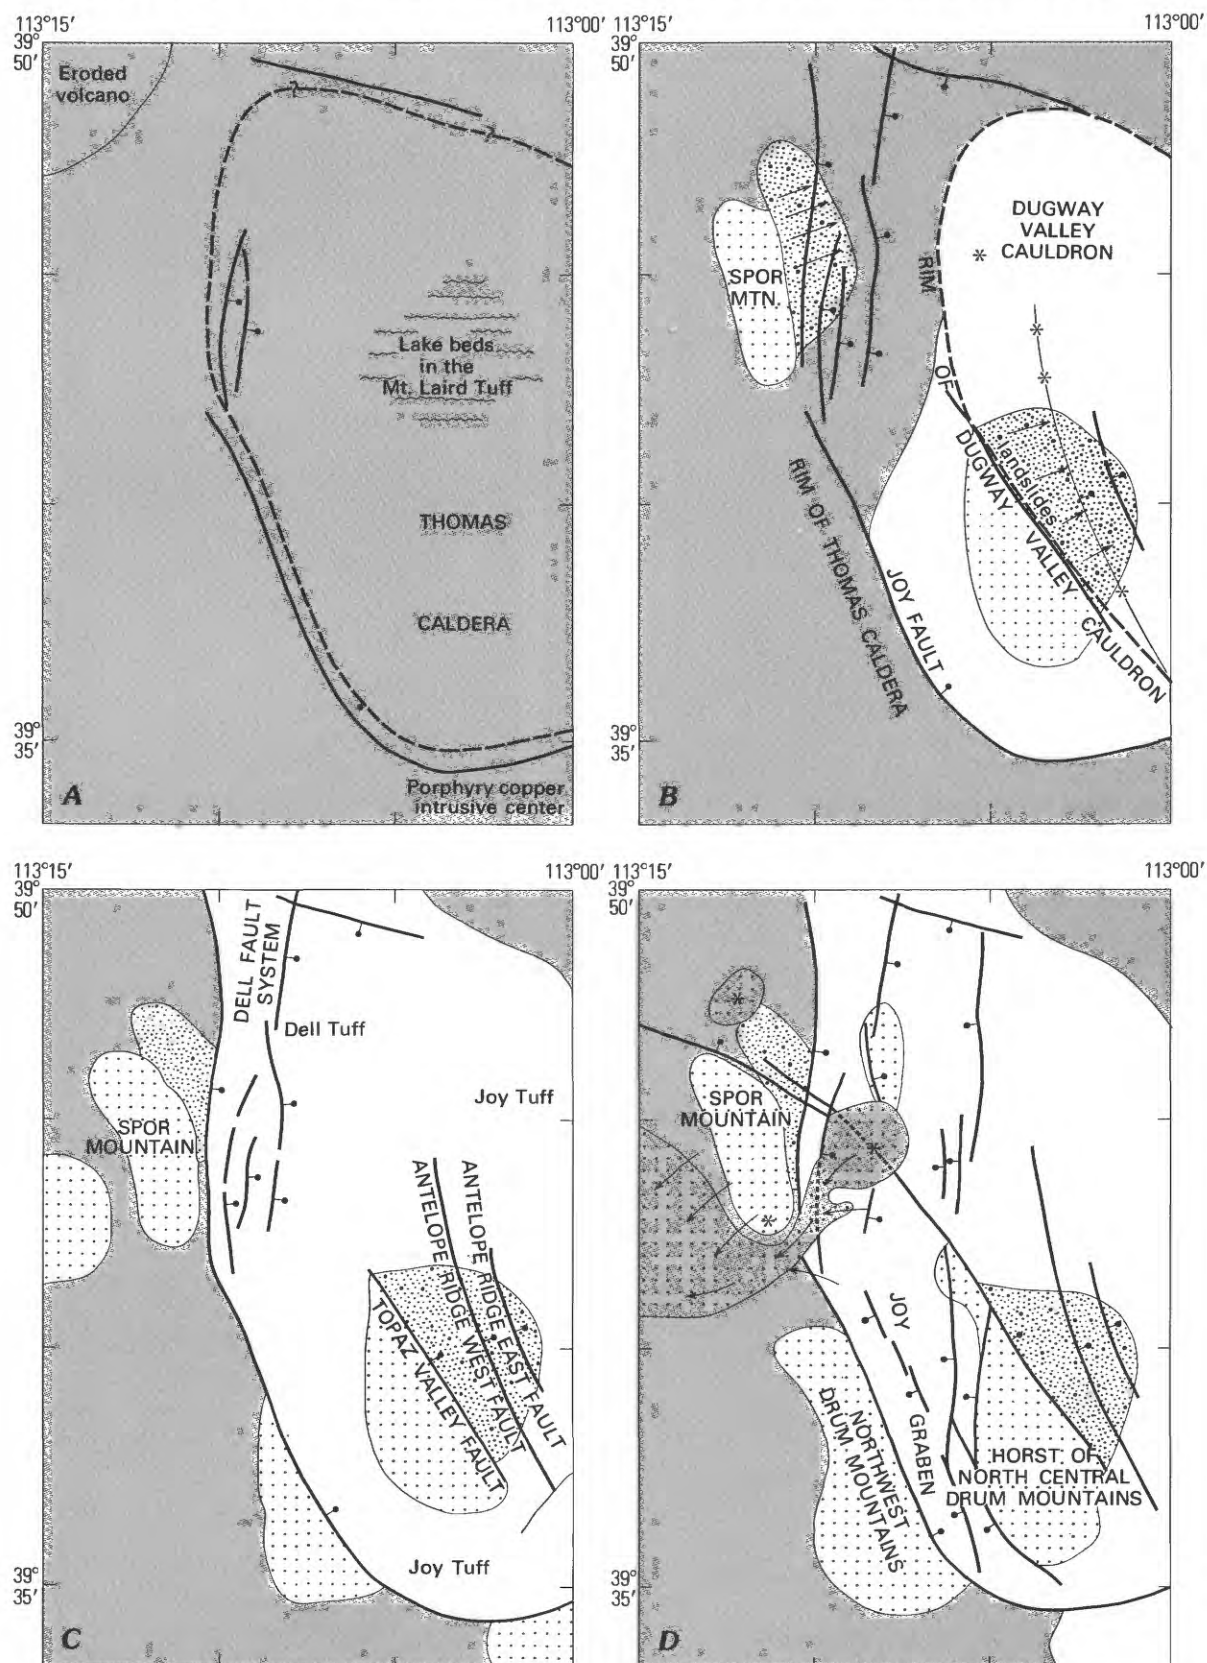 113°15′
113°00′
39°
50′
Eroded
volcano
Lake beds
in the
Mt. Laird Tuff
THOMAS
CALDERA
39°
35′
Porphyry copper
intrusive center
A
113°15′
113°00′
39°
50′
DUGWAY
VALLEY
CAULDRON
SPOR
MTN.
RIM OF DUGWAY VALLEY CAULDRON
landslides
RIM OF THOMAS CALDERA
JOY FAULT
39°
35′
B
113°15′
113°00′
39°
50′
DELL FAULT
SYSTEM
Dell Tuff
Joy Tuff
SPOR
MOUNTAIN
ANTELOPE RIDGE EAST FAULT
ANTELOPE RIDGE WEST FAULT
TOPAZ VALLEY FAULT
Joy Tuff
39°
35′
C
113°15′
113°00′
39°
50′
SPOR
MOUNTAIN
JOY GRABEN
NORTHWEST
DRUM MOUNTAINS
HORST OF
NORTH CENTRAL
DRUM MOUNTAINS
39°
35′
D